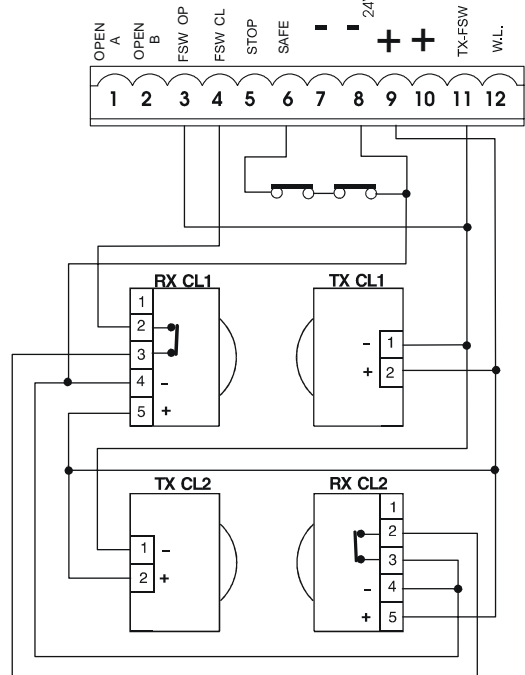 OPEN A
OPEN B
FSW OP
FSW CL
STOP
SAFE
-
-
24
+
+
TX-FSW
W.L.
1 2 3 4 5 6 7 8 9 10 11 12
RX CL1
1
2
3
4 -
5 +
TX CL1
- 1
+ 2
TX CL2
1 -
2 +
RX CL2
1
2
3
- 4
+ 5